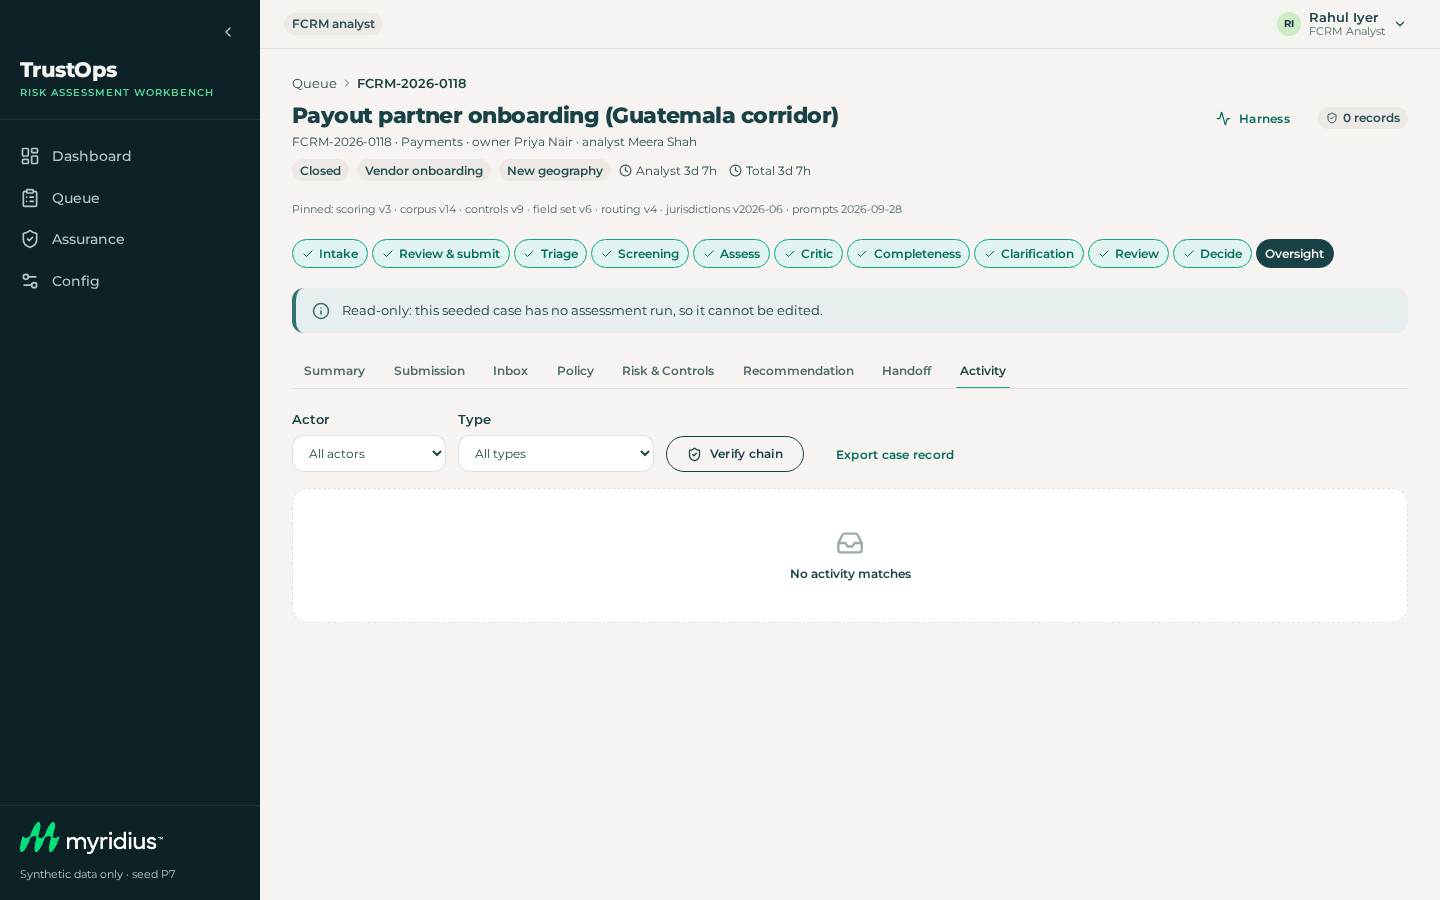 TrustOps
RISK ASSESSMENT WORKBENCH
Dashboard
Queue
Assurance
Config
myridius™
Synthetic data only · seed P7
FCRM analyst
RI
Rahul Iyer
FCRM Analyst
Queue > FCRM-2026-0118
Payout partner onboarding (Guatemala corridor)
Harness
0 records
FCRM-2026-0118 · Payments · owner Priya Nair · analyst Meera Shah
Closed Vendor onboarding New geography Analyst 3d 7h Total 3d 7h
Pinned: scoring v3 · corpus v14 · controls v9 · field set v6 · routing v4 · jurisdictions v2026-06 · prompts 2026-09-28
Intake Review & submit Triage Screening Assess Critic Completeness Clarification Review Decide Oversight
Read-only: this seeded case has no assessment run, so it cannot be edited.
Summary Submission Inbox Policy Risk & Controls Recommendation Handoff Activity
Actor Type
All actors All types Verify chain Export case record
No activity matches